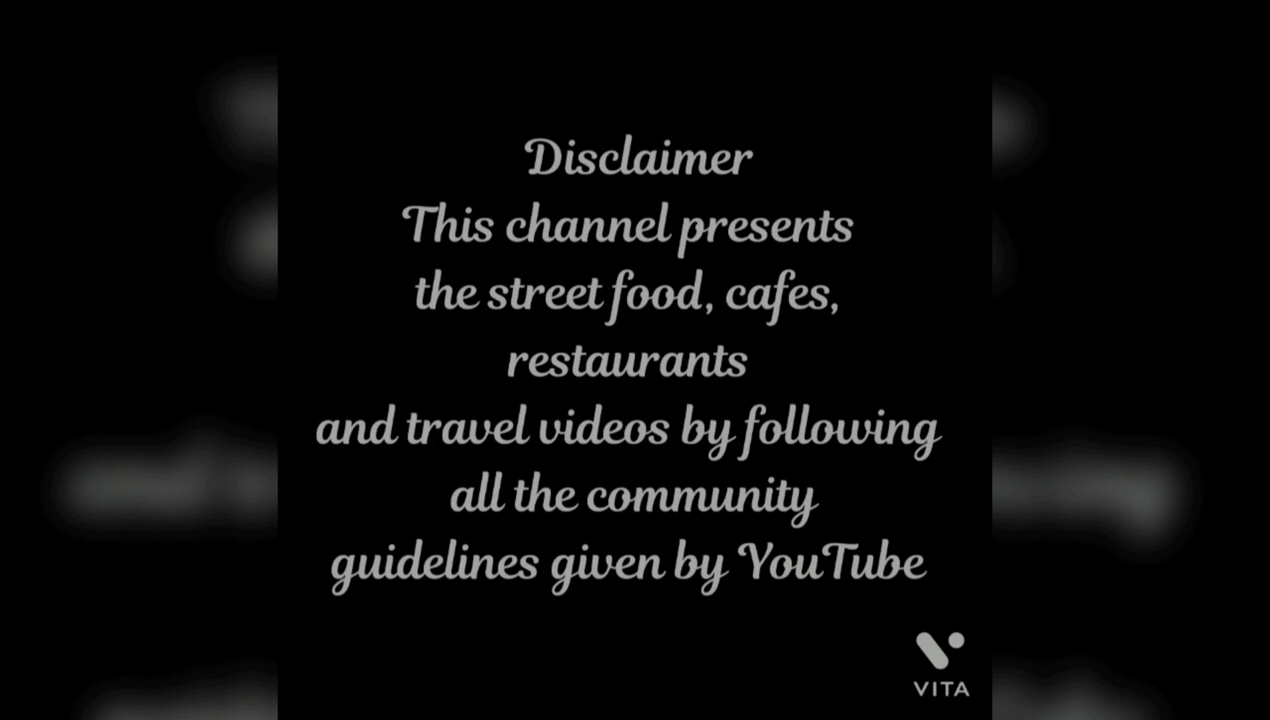 Disclaimer
This channel presents
the street food, cafes,
restaurants
and travel videos by following
all the community
guidelines given by YouTube
VITA